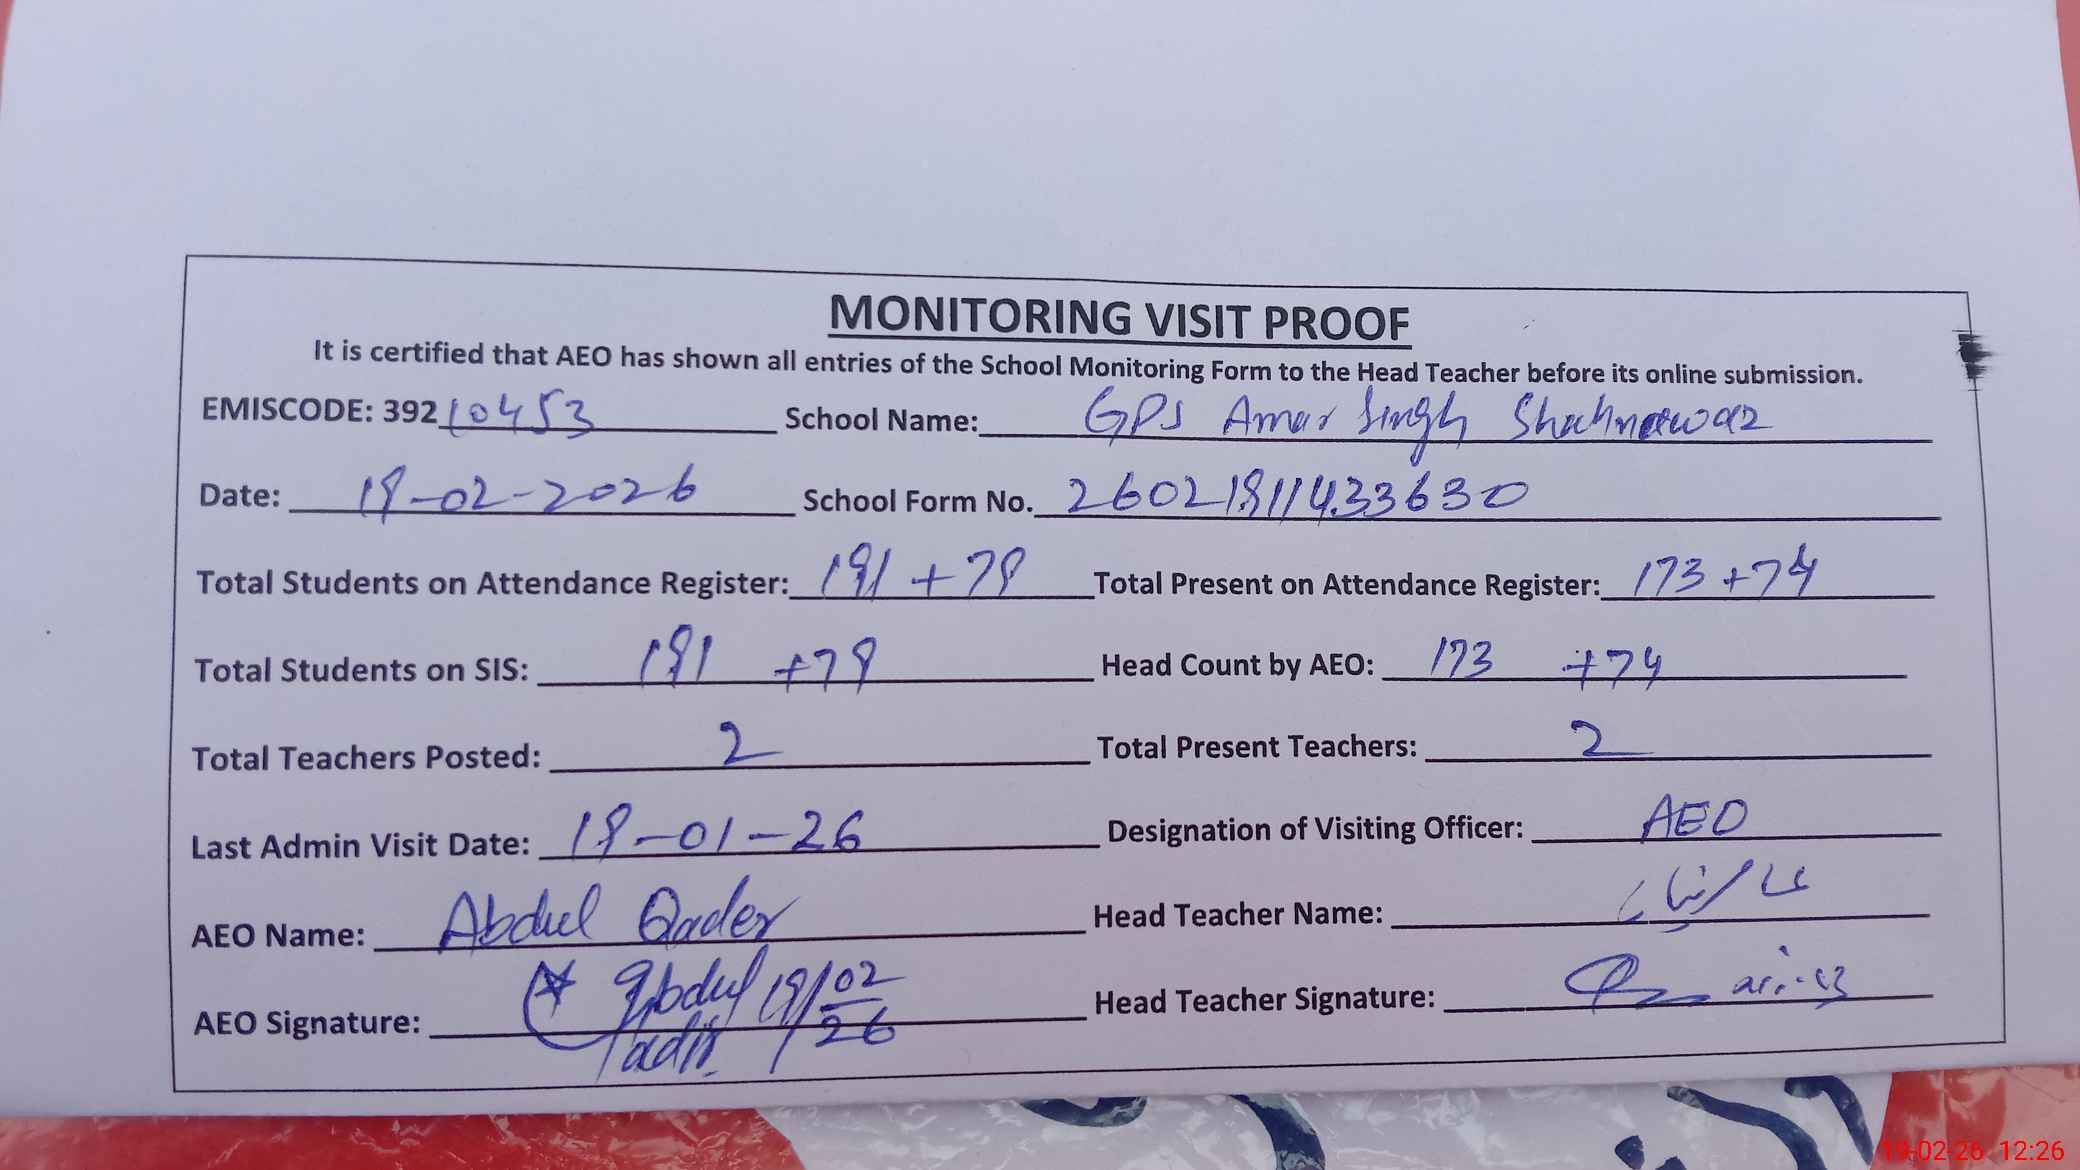 MONITORING VISIT PROOF
It is certified that AEO has shown all entries of the School Monitoring Form to the Head Teacher before its online submission.
EMISCODE: 39210453 School Name: GPS Amar Singh Shahnawaz
Date: 19-02-2026 School Form No. 26021911433630
Total Students on Attendance Register: 191+79 Total Present on Attendance Register: 173+74
Total Students on SIS: 191 +79 Head Count by AEO: 173 +74
Total Teachers Posted: 2 Total Present Teachers: 2
Last Admin Visit Date: 19-01-26 Designation of Visiting Officer: AEO
AEO Name: Abdul Qader Head Teacher Name:
AEO Signature: Abdul 19/02/26 Head Teacher Signature:
19-02-26 12:26